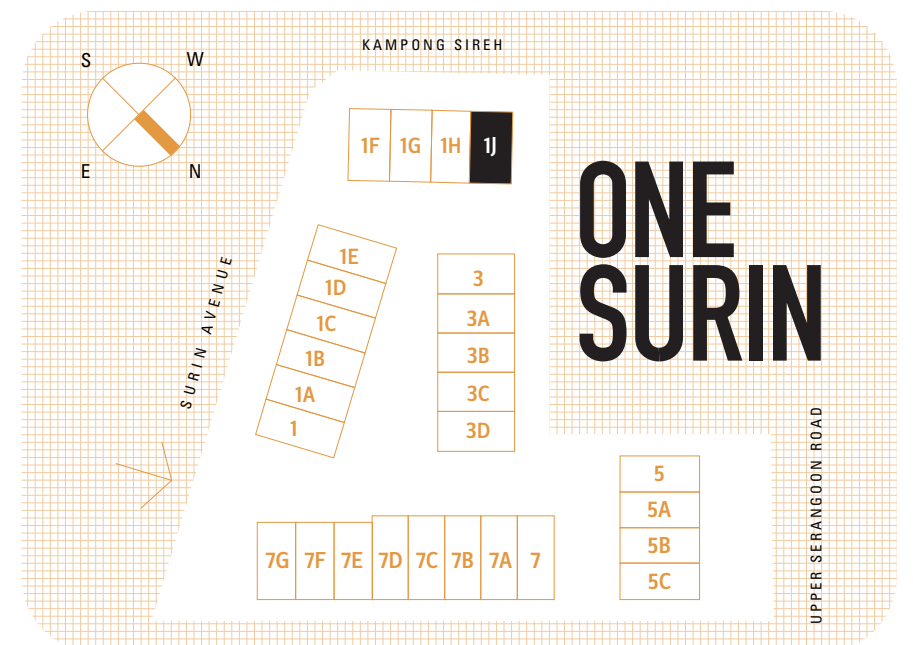 KAMPONG SIREH
S
W
E
N
1F 1G 1H 1J
ONE
SURIN
SURIN AVENUE
1E
1D
1C
1B
1A
1
3
3A
3B
3C
3D
UPPER SERANGOON ROAD
5
5A
5B
5C
7G 7F 7E 7D 7C 7B 7A 7